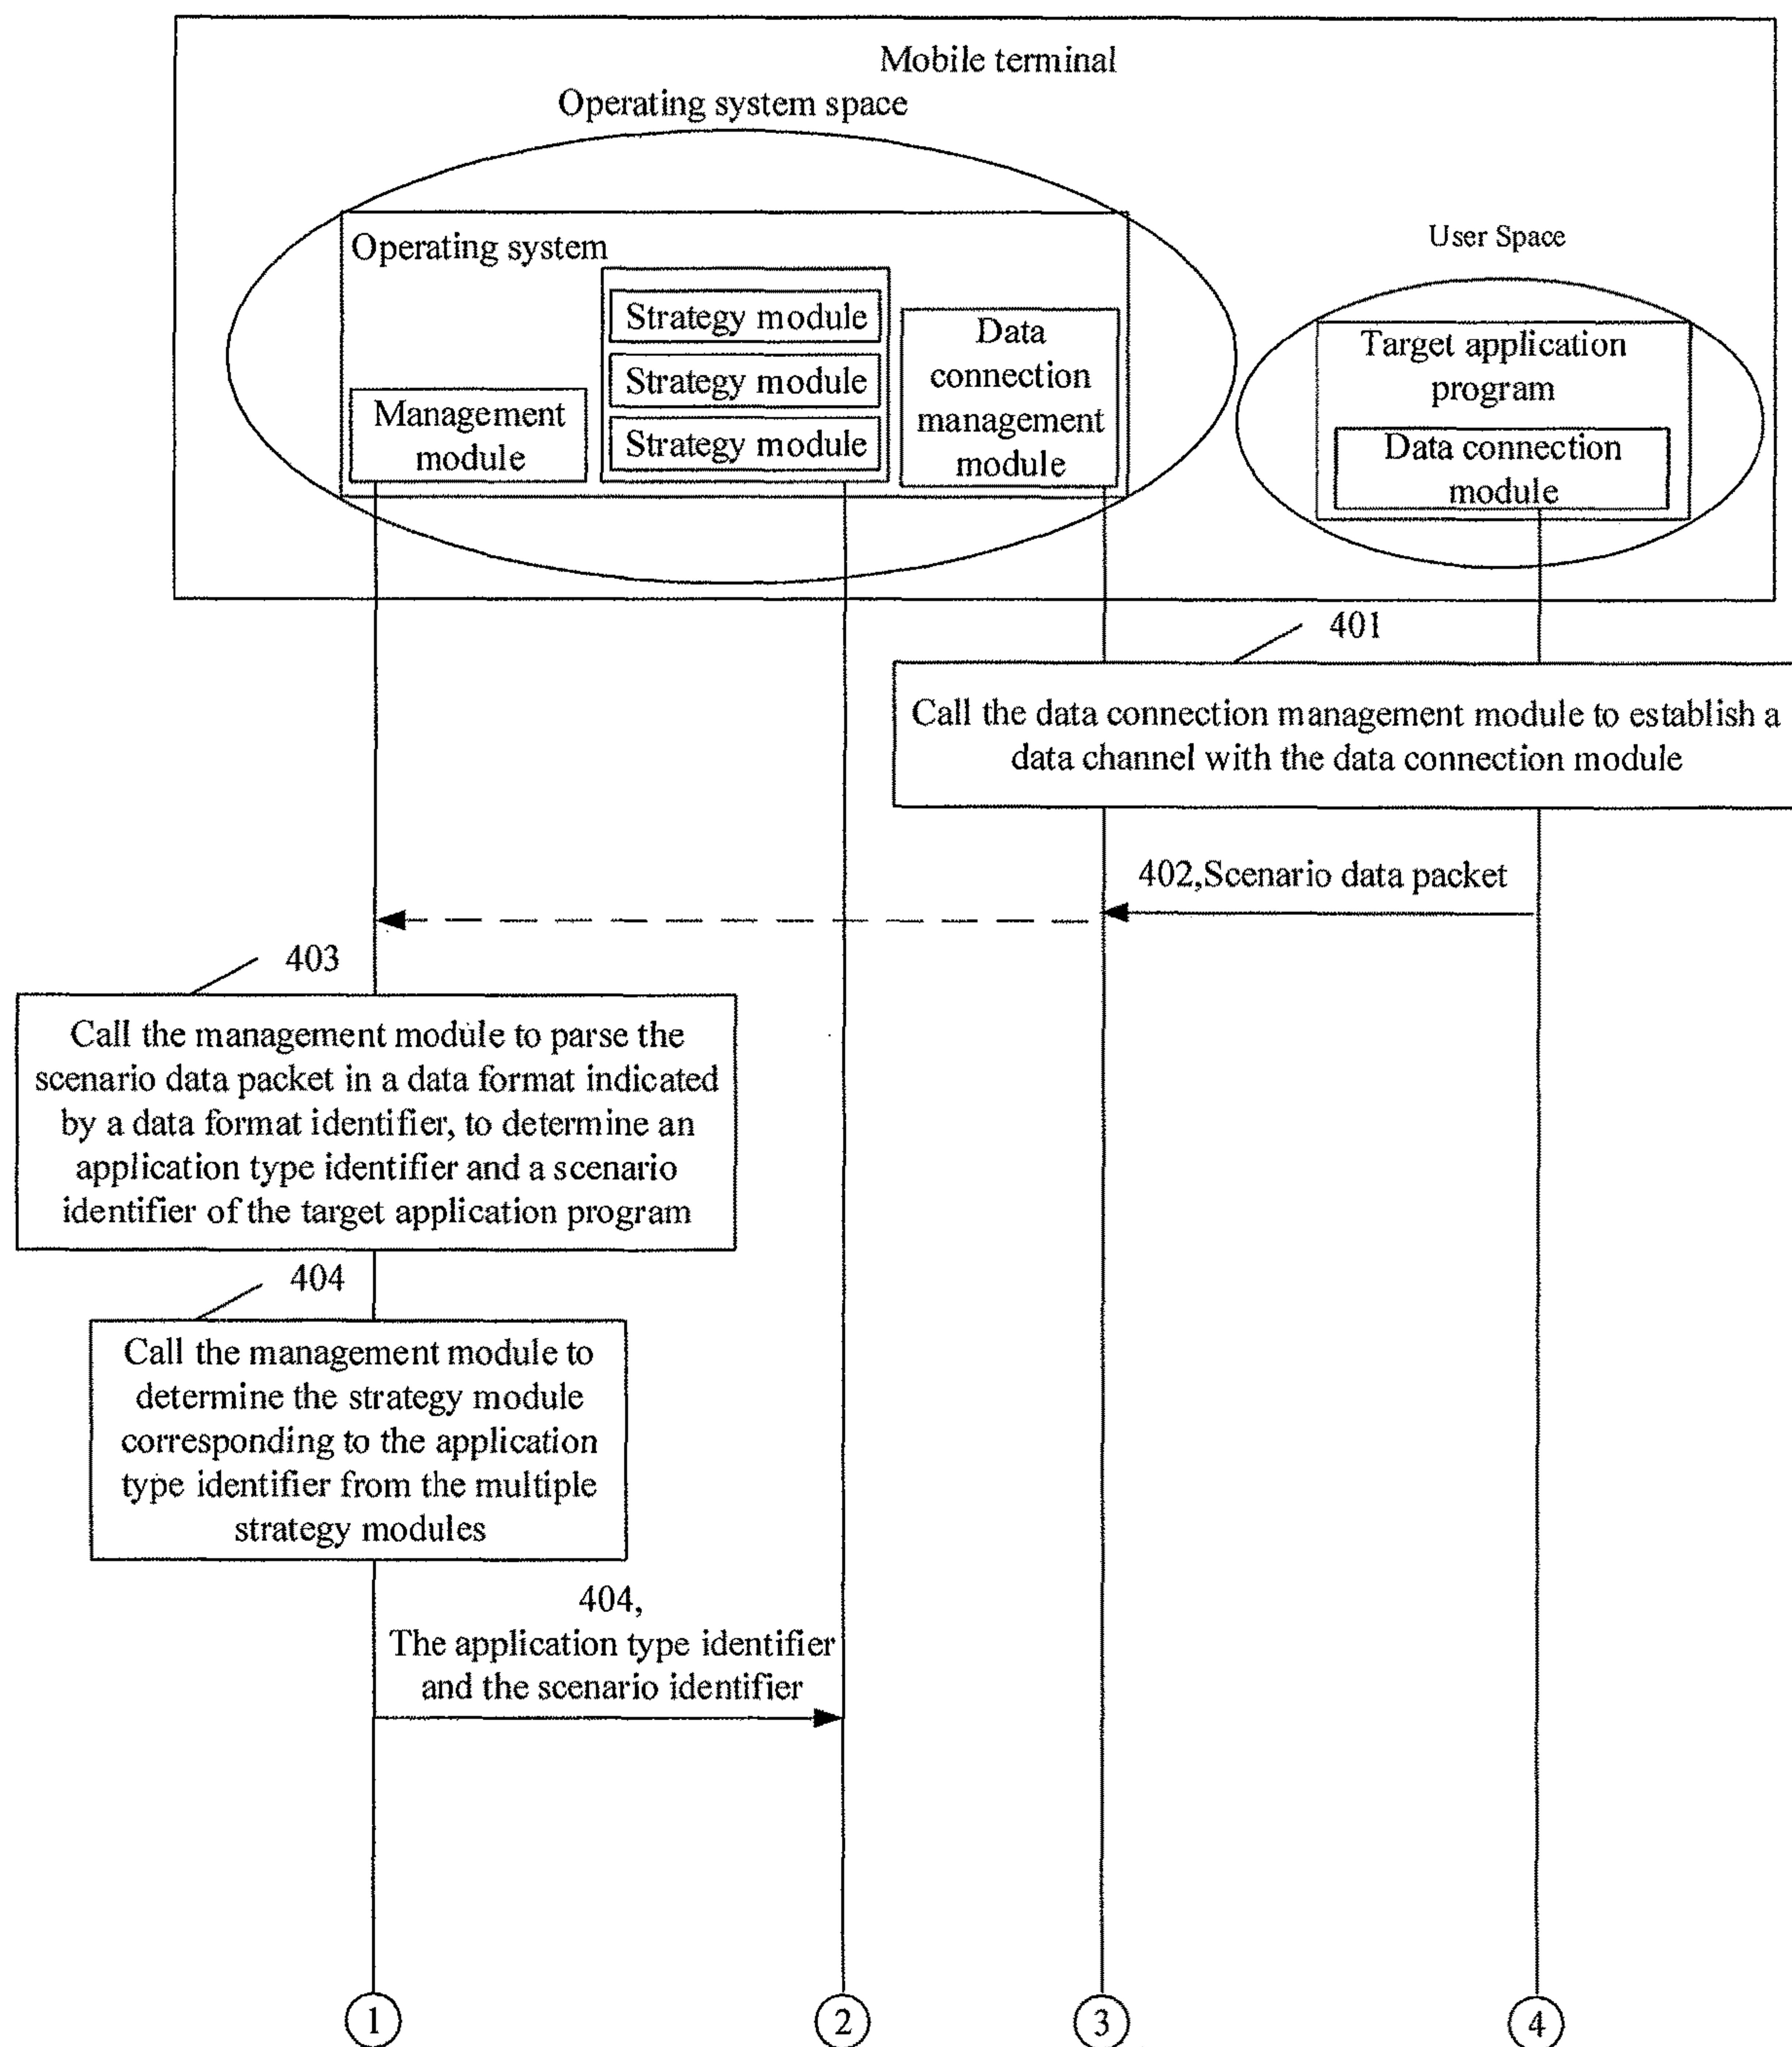 Mobile terminal
Operating system space
User Space
Operating system
Strategy module
Strategy module
Strategy module
Management
module
Data
connection
management
module
Target application
program
Data connection
module
401
Call the data connection management module to establish a
data channel with the data connection module
402,Scenario data packet
403
Call the management module to parse the
scenario data packet in a data format indicated
by a data format identifier, to determine an
application type identifier and a scenario
identifier of the target application program
404
Call the management module to
determine the strategy module
corresponding to the application
type identifier from the multiple
strategy modules
404,
The application type identifier
and the scenario identifier
1
2
3
4